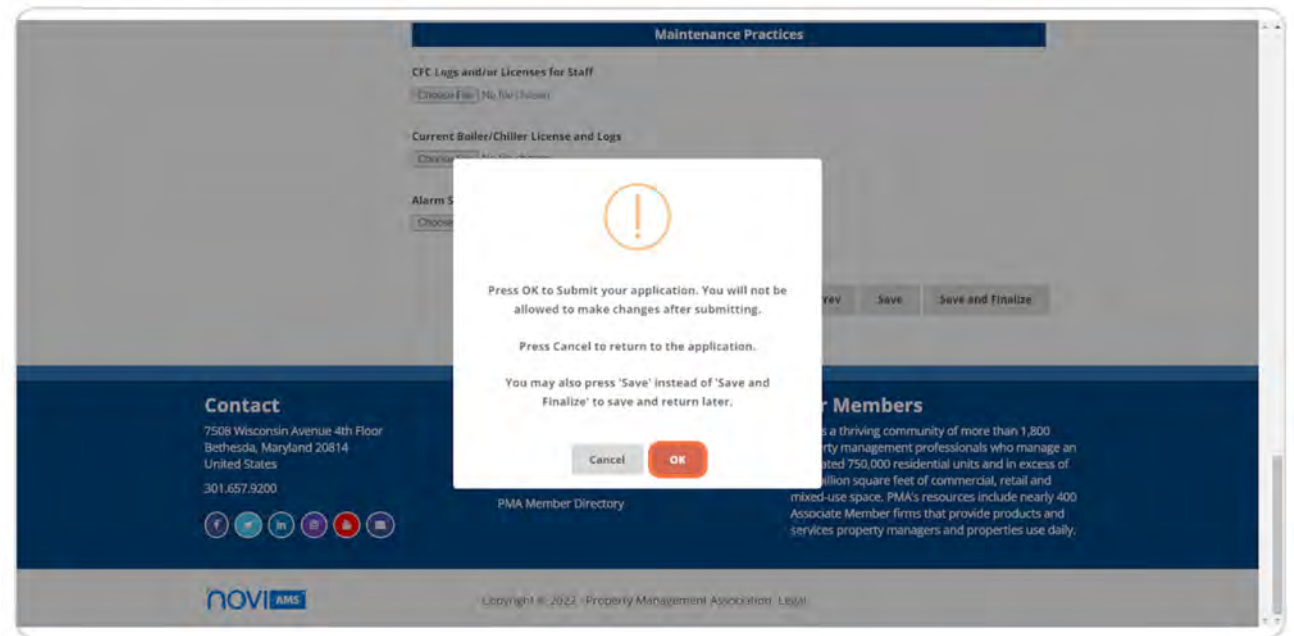 Maintenance Practices
CFC Logs and/or Licenses for Staff
Choose File No file chosen
Current Boiler/Chiller License and Logs
Choose
Alarm S
Choose
Press OK to Submit your application. You will not be
allowed to make changes after submitting.
Press Cancel to return to the application.
You may also press 'Save' instead of 'Save and
Finalize' to save and return later.
Cancel OK
rev Save Save and Finalize
Contact
7508 Wisconsin Avenue 4th Floor
Bethesda, Maryland 20814
United States
301.657.9200
PMA Member Directory
r Members
s a thriving community of more than 1,800
rty management professionals who manage an
ated 750,000 residential units and in excess of
illion square feet of commercial, retail and
mixed-use space. PMA's resources include nearly 400
Associate Member firms that provide products and
services property managers and properties use daily.
NOVI AMS
Copyright © 2022 - Property Management Association. Legal